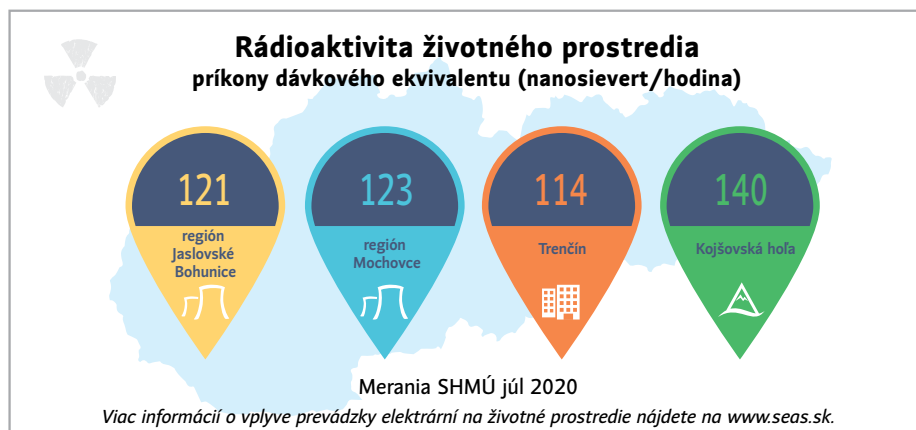 Rádioaktivita životného prostredia
príkony dávkového ekvivalentu (nanosievert/hodina)
121
región
Jaslovské
Bohunice
123
región
Mochovce
114
Trenčín
140
Kojšovská hoľa
Merania SHMÚ júl 2020
Viac informácií o vplyve prevádzky elektrární na životné prostredie nájdete na www.seas.sk.